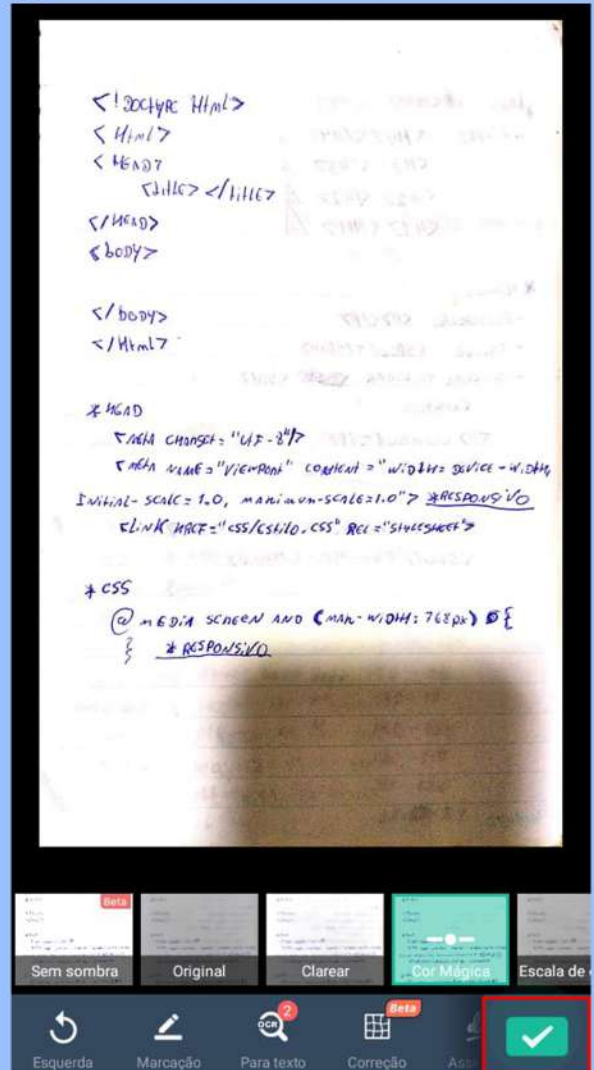 <!DOCTYPE Html>
<Html>
<HEAD>
<title></title>
</HEAD>
<body>
</body>
</Html>
* HEAD
<meta charset="UTF-8"/>
<meta name="viewport" content="width=device-width,
Initial-scale=1.0, maximum-scale=1.0"> *RESPONSIVO
<Link HREF="css/Estilo.css" REL="stylesheet">
* CSS
@media screen AND (max-width: 768px) {
} * RESPONSIVO
Beta
Sem sombra
Original
Clarear
Cor Mágica
Escala de
OCR
2
Beta
Esquerda
Marcação
Para texto
Correção
Ass